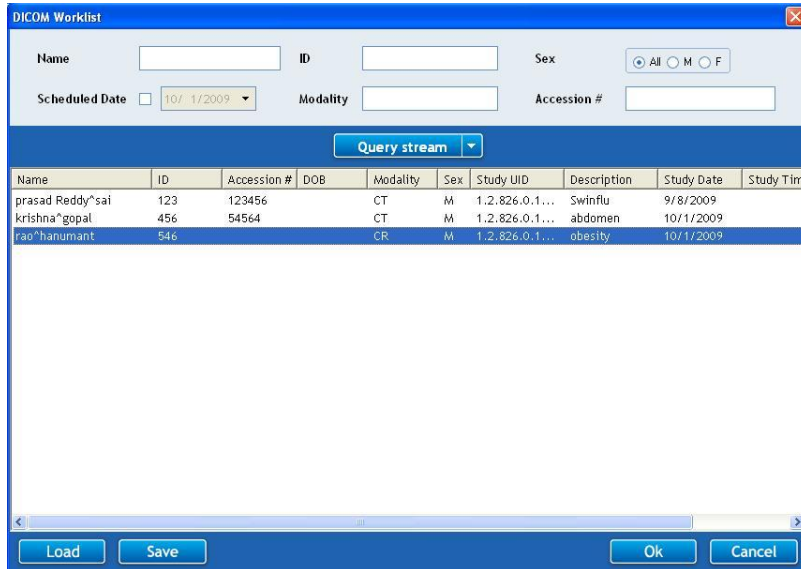 DICOM Worklist
Name ID Sex All M F
Scheduled Date 10/ 1/2009 Modality Accession #
Query stream
Name ID Accession # DOB Modality Sex Study UID Description Study Date Study Tim
prasad Reddy^sai 123 123456 CT M 1.2.826.0.1... Swinflu 9/8/2009
krishna^gopal 456 54564 CT M 1.2.826.0.1... abdomen 10/1/2009
rao^hanumant 546 CR M 1.2.826.0.1... obesity 10/1/2009
Load Save Ok Cancel